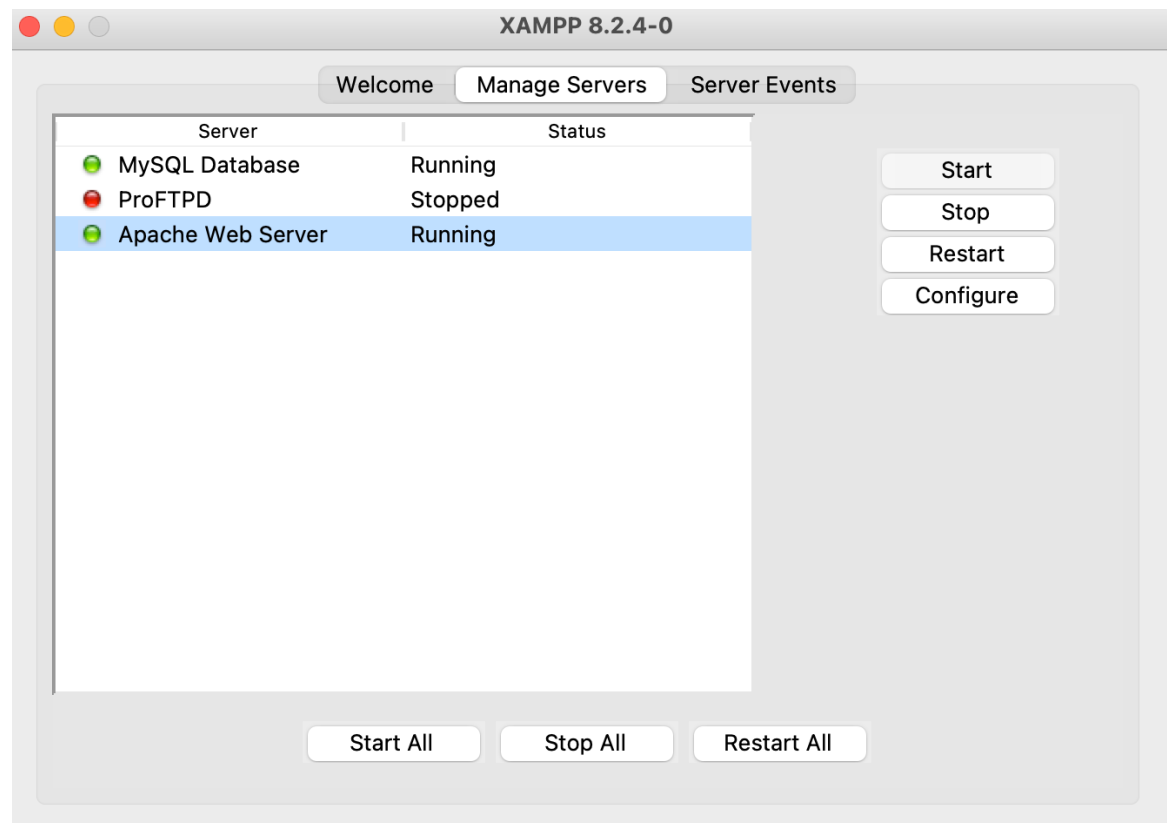 XAMPP 8.2.4-0
Welcome Manage Servers Server Events
Server Status
MySQL Database Running
ProFTPD Stopped
Apache Web Server Running
Start
Stop
Restart
Configure
Start All Stop All Restart All